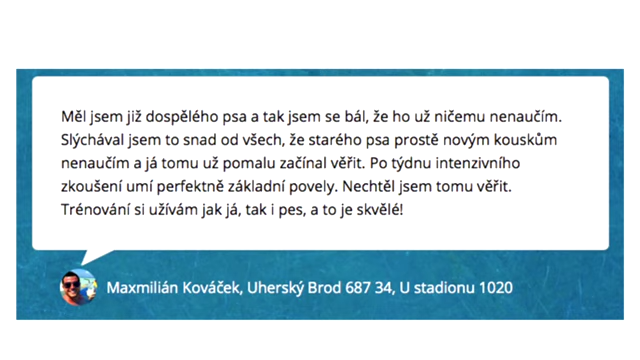 Měl jsem již dospělého psa a tak jsem se bál, že ho už ničemu nenaučím.
Slýchával jsem to snad od všech, že starého psa prostě novým kouskům
nenaučím a já tomu už pomalu začínal věřit. Po týdnu intenzivního
zkoušení umí perfektně základní povely. Nechtěl jsem tomu věřit.
Trénování si užívám jak já, tak i pes, a to je skvělé!
Maxmilián Kováček, Uherský Brod 687 34, U stadionu 1020